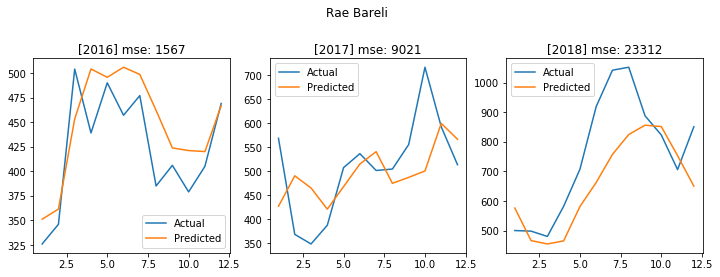 Rae Bareli
[2016] mse: 1567
500
475
450
425
400
375
350
325
2.5 5.0 7.5 10.0 12.5
Actual
Predicted
[2017] mse: 9021
700
650
600
550
500
450
400
350
2.5 5.0 7.5 10.0 12.5
Actual
Predicted
[2018] mse: 23312
1000
900
800
700
600
500
2.5 5.0 7.5 10.0 12.5
Actual
Predicted